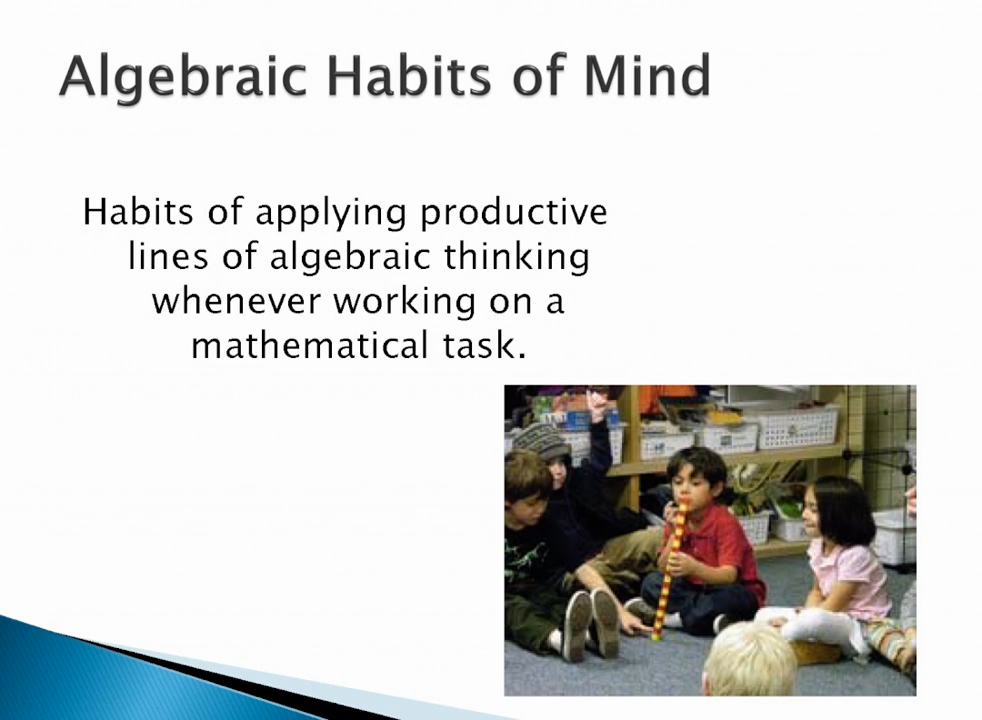 Algebraic Habits of Mind
Habits of applying productive
lines of algebraic thinking
whenever working on a
mathematical task.